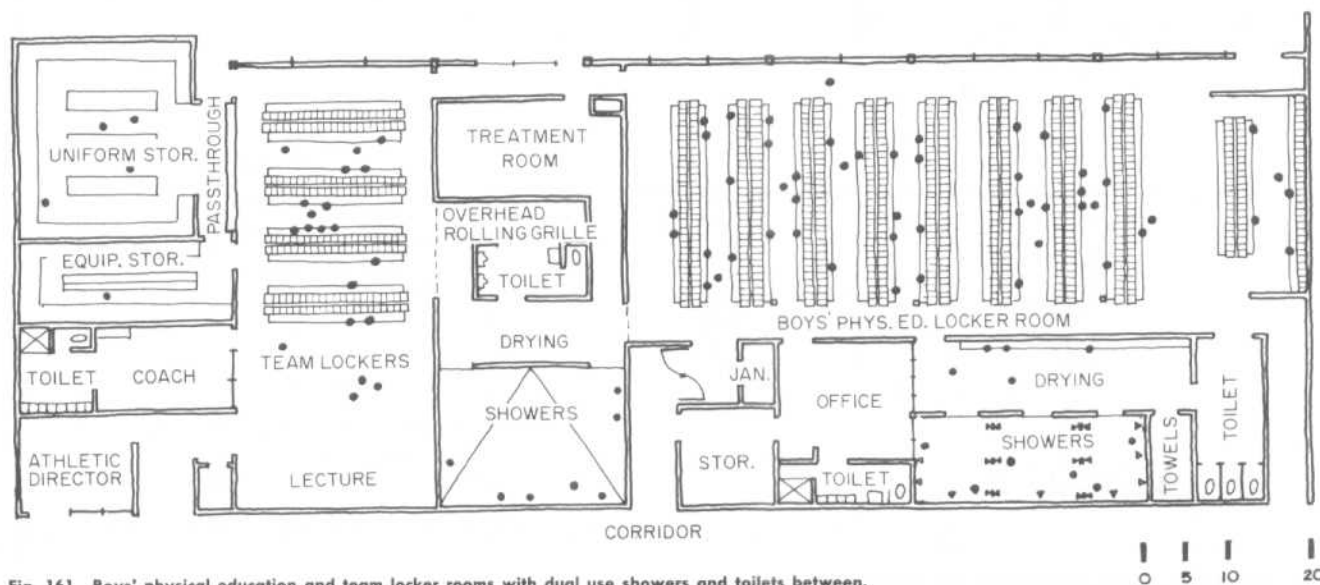 UNIFORM STOR.
PASSTHROUGH
EQUIP. STOR.
TOILET
COACH
ATHLETIC
DIRECTOR
TEAM LOCKERS
LECTURE
TREATMENT
ROOM
OVERHEAD
ROLLING GRILLE
TOILET
DRYING
SHOWERS
BOYS' PHYS. ED. LOCKER ROOM
JAN.
STOR.
OFFICE
TOILET
DRYING
SHOWERS
TOWELS
TOILET
CORRIDOR
0 5 10 20
Fig. 161 Boys' physical education and team locker rooms with dual use showers and toilets between.